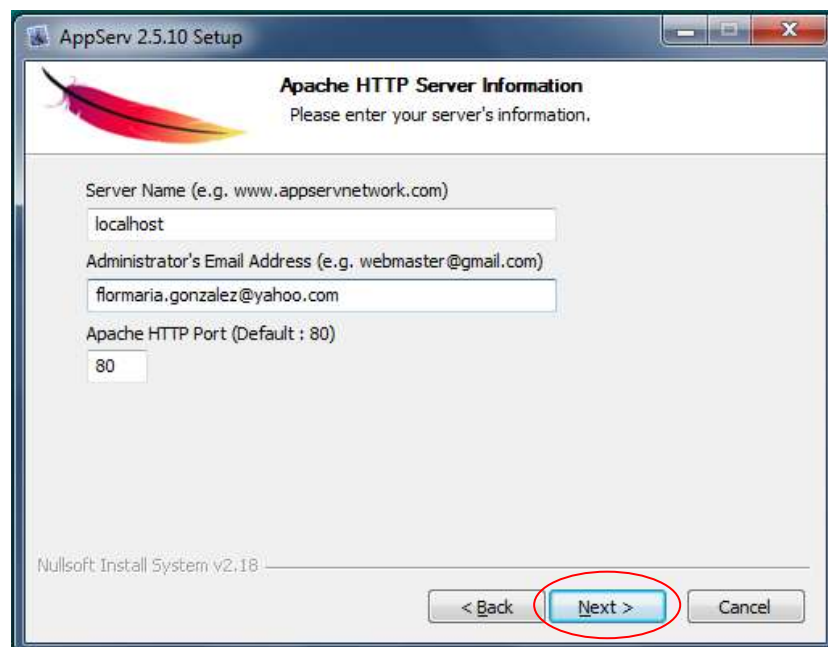 AppServ 2.5.10 Setup
Apache HTTP Server Information
Please enter your server's information.
Server Name (e.g. www.appservnetwork.com)
localhost
Administrator's Email Address (e.g. webmaster@gmail.com)
flormaria.gonzalez@yahoo.com
Apache HTTP Port (Default : 80)
80
Nullsoft Install System v2.18
< Back Next > Cancel